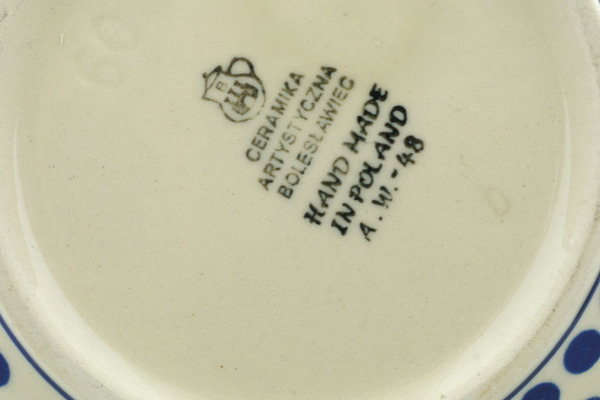 B
CERAMIKA
ARTYSTYCZNA
BOLESŁAWIEC
HAND MADE
IN POLAND
A.W.-48